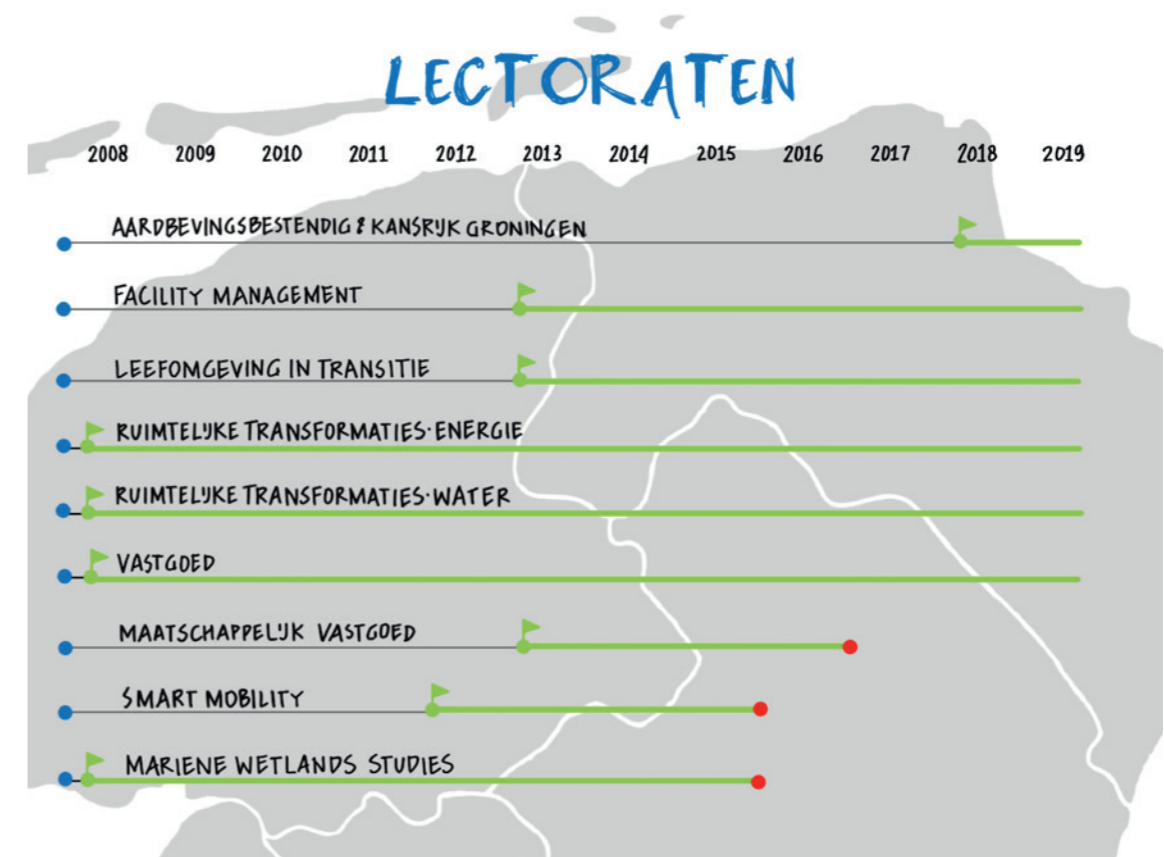 LECTORATEN
2008 2009 2010 2011 2012 2013 2014 2015 2016 2017 2018 2019
AARDBEVINGSBESTENDIG & KANSRIJK GRONINGEN
FACILITY MANAGEMENT
LEEFOMGEVING IN TRANSITIE
RUIMTELIJKE TRANSFORMATIES·ENERGIE
RUIMTELIJKE TRANSFORMATIES·WATER
VASTGOED
MAATSCHAPPELIJK VASTGOED
SMART MOBILITY
MARIENE WETLANDS STUDIES